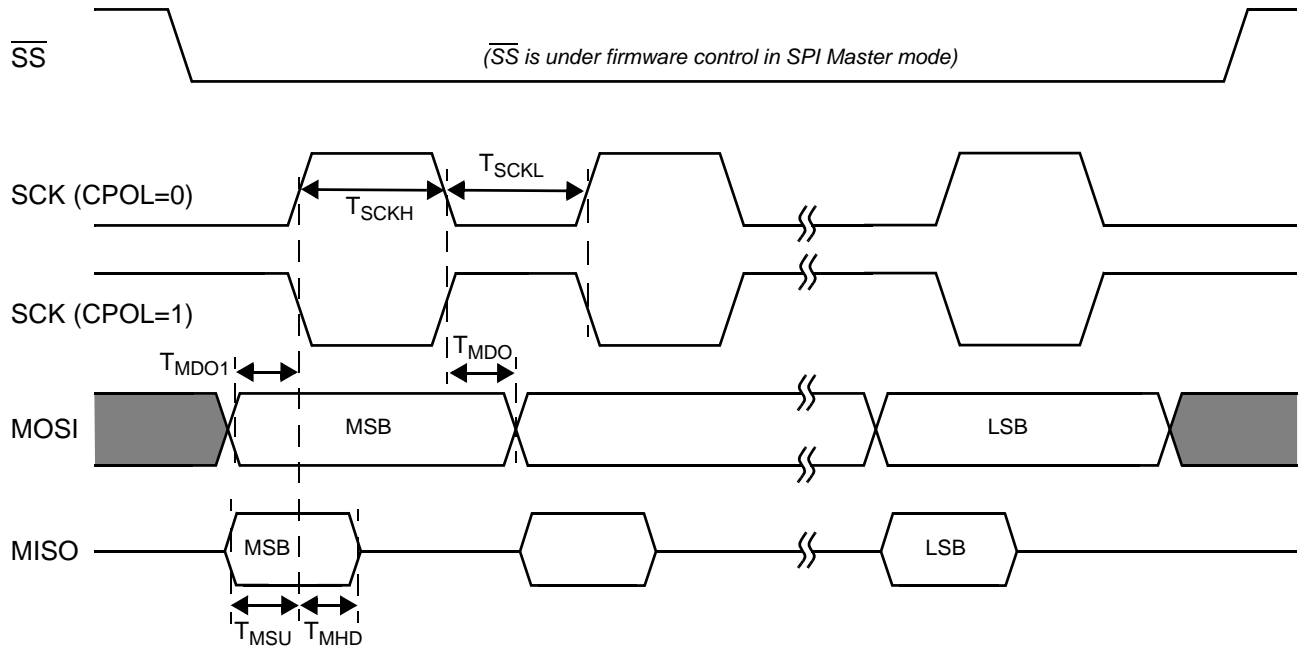 SS
(SS is under firmware control in SPI Master mode)
TSCKL
SCK (CPOL=0)
TSCKH
SCK (CPOL=1)
TMDO1
TMDO
MOSI
MSB
LSB
MISO
MSB
LSB
TMSU
TMHD